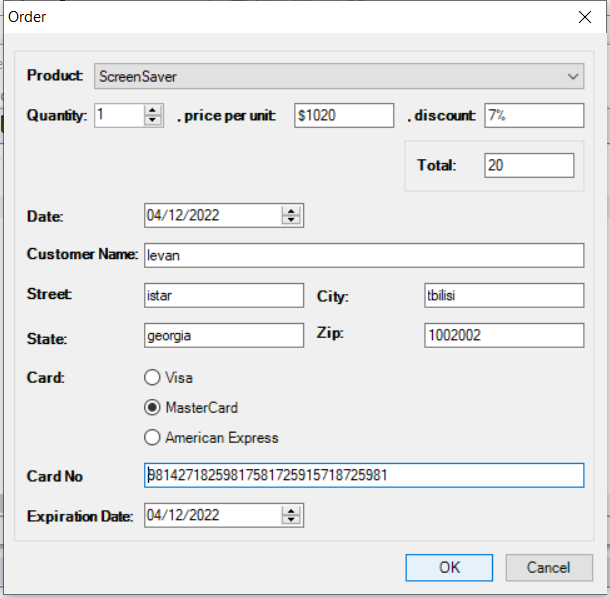 Order
Product: ScreenSaver
Quantity: 1 , price per unit: $1020 , discount: 7%
Total: 20
Date: 04/12/2022
Customer Name: levan
Street: istar City: tbilisi
State: georgia Zip: 1002002
Card: Visa
MasterCard
American Express
Card No 98142718259817581725915718725981
Expiration Date: 04/12/2022
OK Cancel